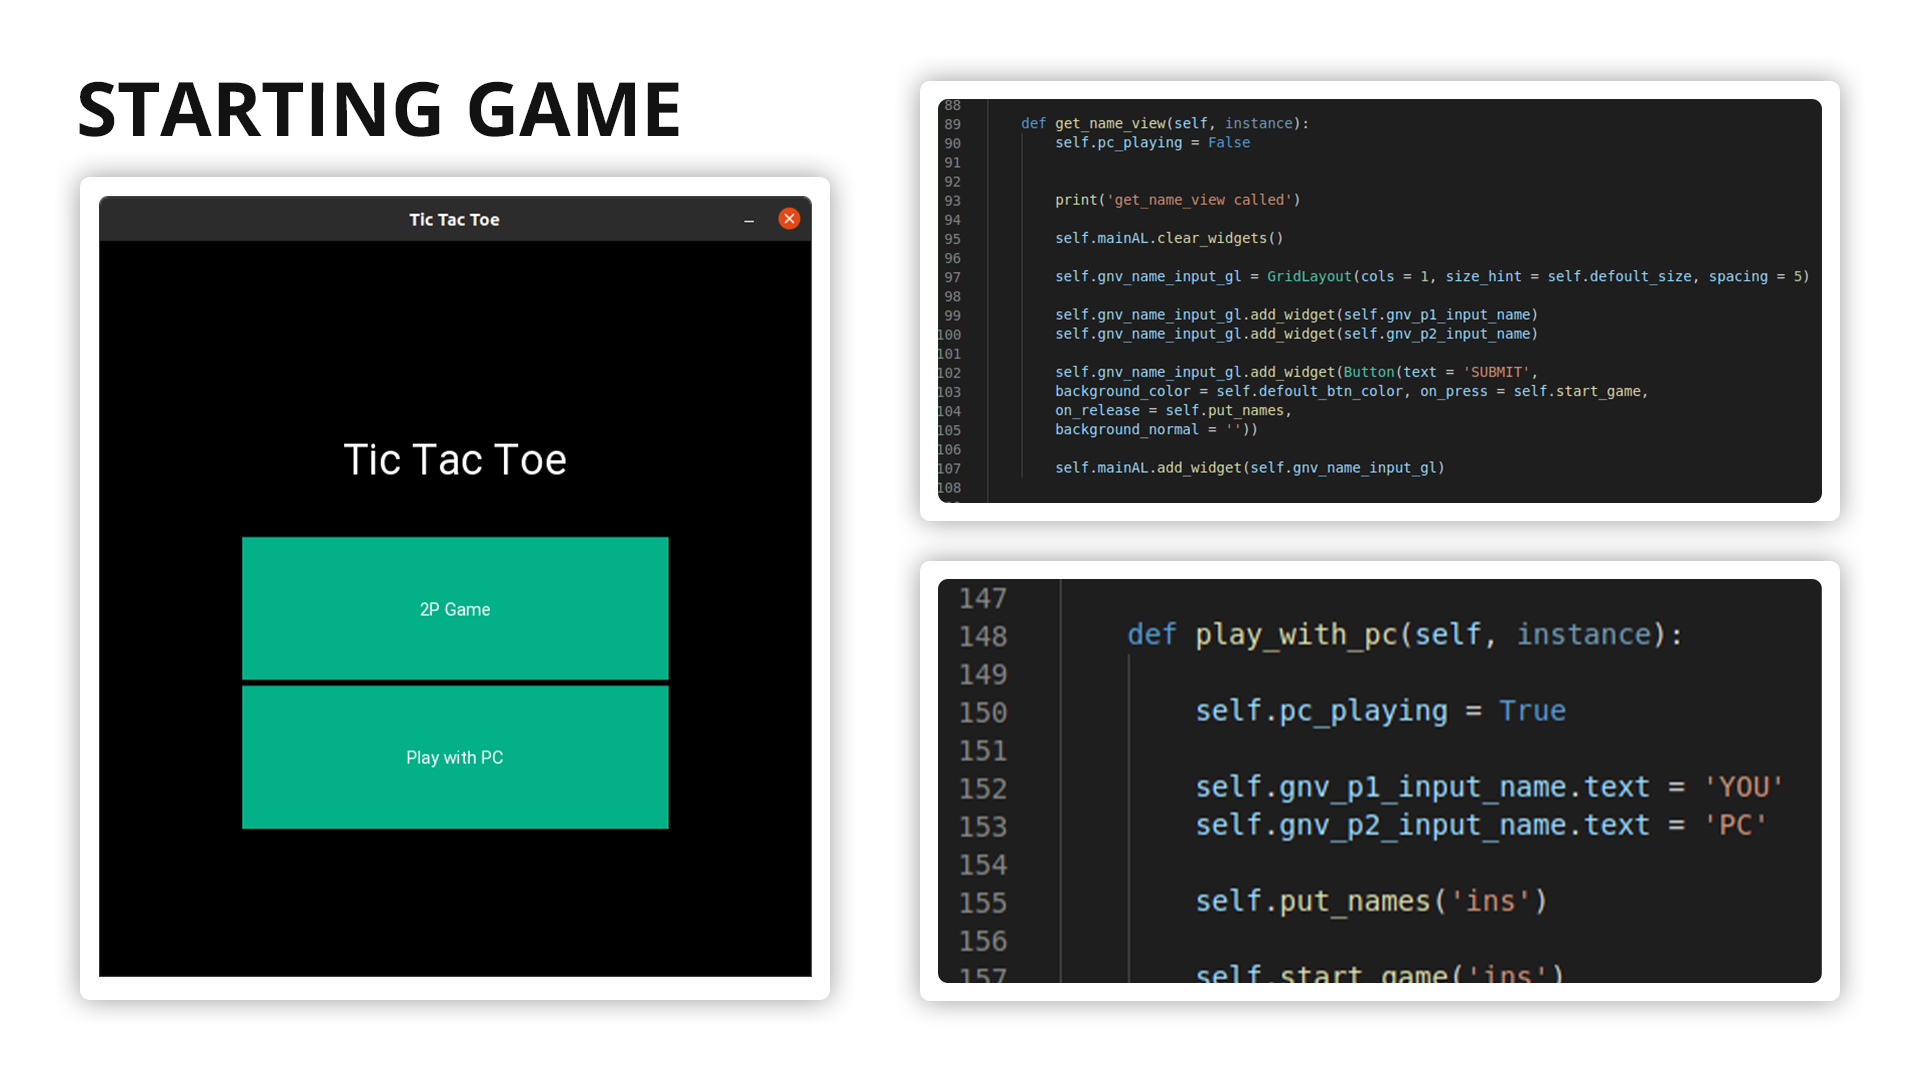 STARTING GAME
Tic Tac Toe
Tic Tac Toe
2P Game
Play with PC
88
89 def get_name_view(self, instance):
90 self.pc_playing = False
91
92
93 print('get_name_view called')
94
95 self.mainAL.clear_widgets()
96
97 self.gnv_name_input_gl = GridLayout(cols = 1, size_hint = self.defoult_size, spacing = 5)
98
99 self.gnv_name_input_gl.add_widget(self.gnv_p1_input_name)
100 self.gnv_name_input_gl.add_widget(self.gnv_p2_input_name)
101
102 self.gnv_name_input_gl.add_widget(Button(text = 'SUBMIT',
103 background_color = self.defoult_btn_color, on_press = self.start_game,
104 on_release = self.put_names,
105 background_normal = ''))
106
107 self.mainAL.add_widget(self.gnv_name_input_gl)
108
147
148 def play_with_pc(self, instance):
149
150 self.pc_playing = True
151
152 self.gnv_p1_input_name.text = 'YOU'
153 self.gnv_p2_input_name.text = 'PC'
154
155 self.put_names('ins')
156
157 self.start_game('ins')